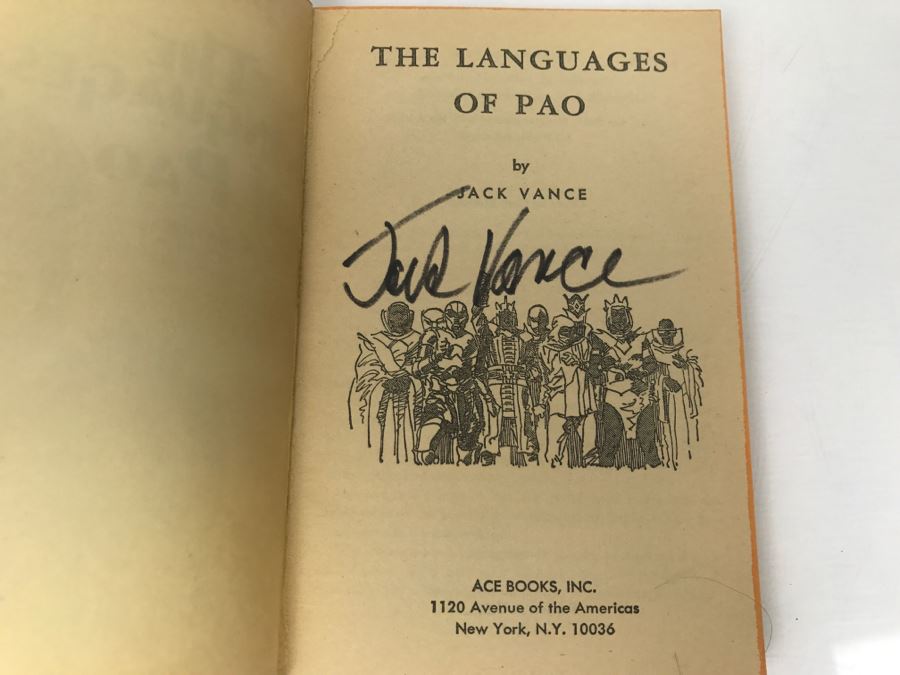 THE LANGUAGES
OF PAO
by
JACK VANCE
Jack Vance
ACE BOOKS, INC.
1120 Avenue of the Americas
New York, N.Y. 10036